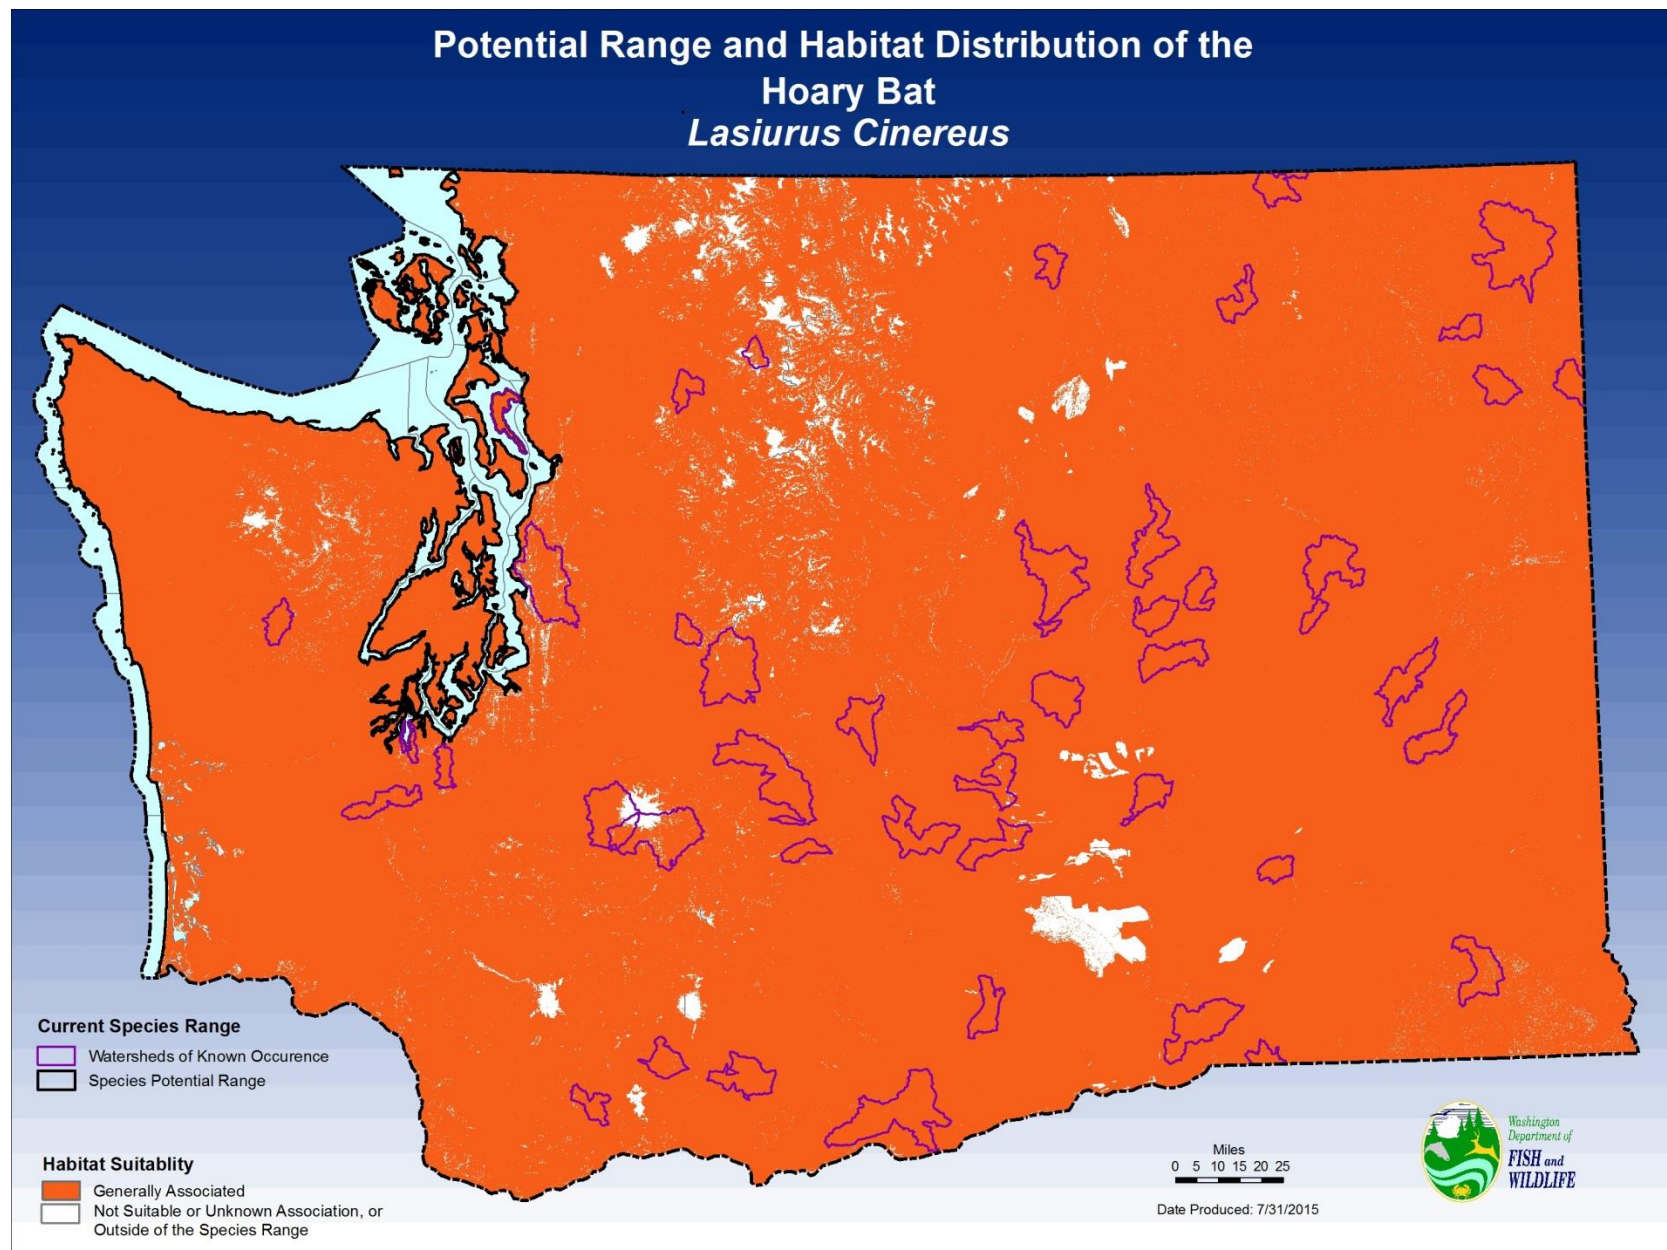 Potential Range and Habitat Distribution of the
Hoary Bat
Lasiurus Cinereus
Current Species Range
Watersheds of Known Occurence
Species Potential Range
Habitat Suitablity
Generally Associated
Not Suitable or Unknown Association, or
Outside of the Species Range
Miles
0 5 10 15 20 25
Date Produced: 7/31/2015
Washington
Department of
FISH and
WILDLIFE